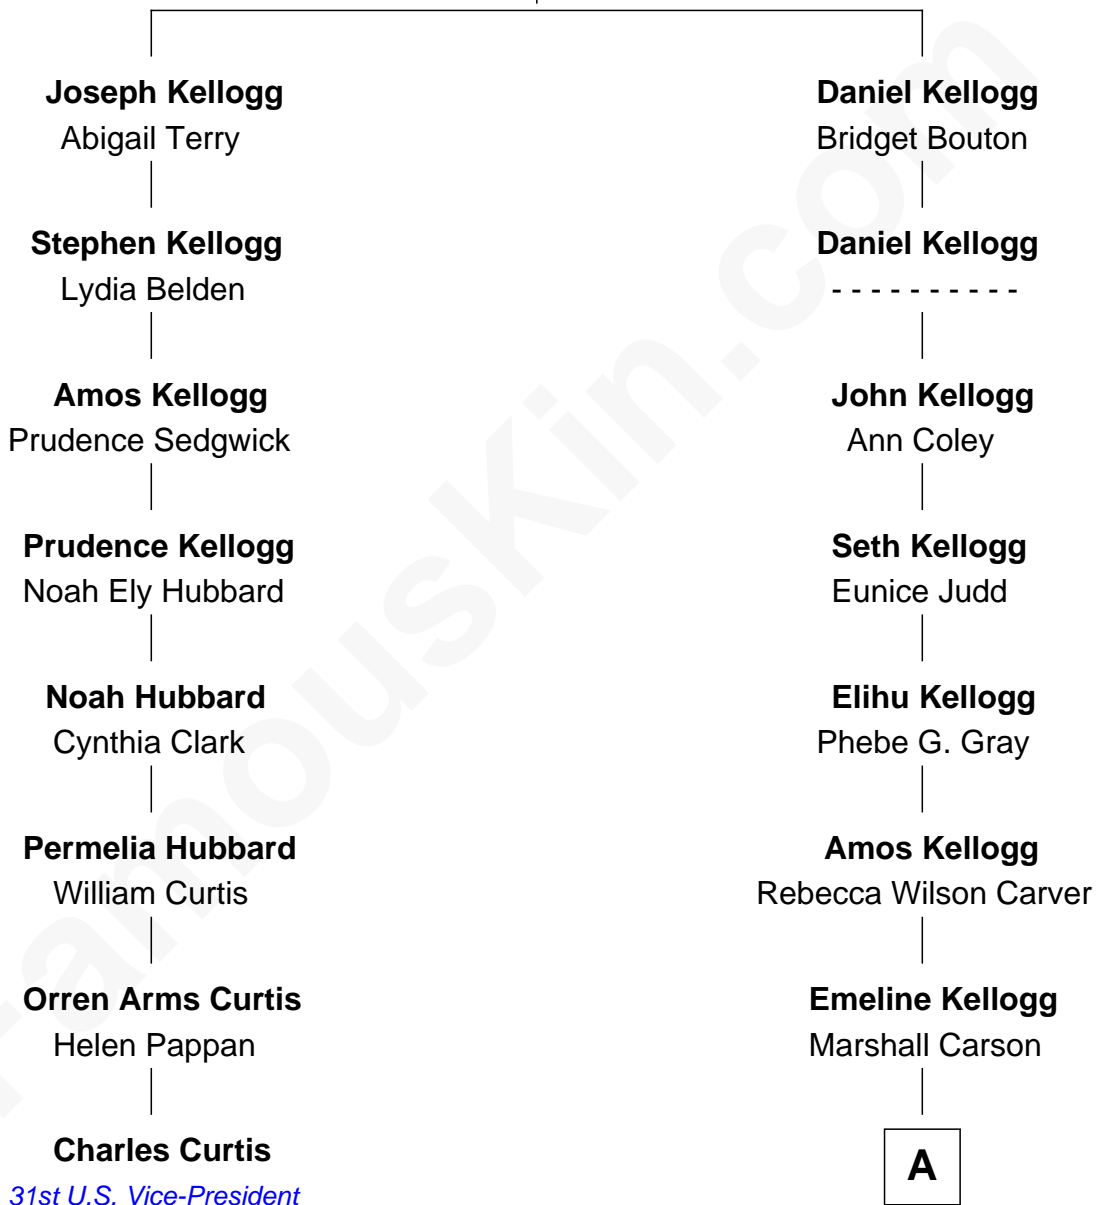 Joseph Kellogg
Abigail Terry
Daniel Kellogg
Bridget Bouton
Stephen Kellogg
Lydia Belden
Daniel Kellogg
- - - - - - - - - -
Amos Kellogg
Prudence Sedgwick
John Kellogg
Ann Coley
Prudence Kellogg
Noah Ely Hubbard
Seth Kellogg
Eunice Judd
Noah Hubbard
Cynthia Clark
Elihu Kellogg
Phebe G. Gray
Permelia Hubbard
William Curtis
Amos Kellogg
Rebecca Wilson Carver
Orren Arms Curtis
Helen Pappan
Emeline Kellogg
Marshall Carson
Charles Curtis
31st U.S. Vice-President
A
FamousKin.com